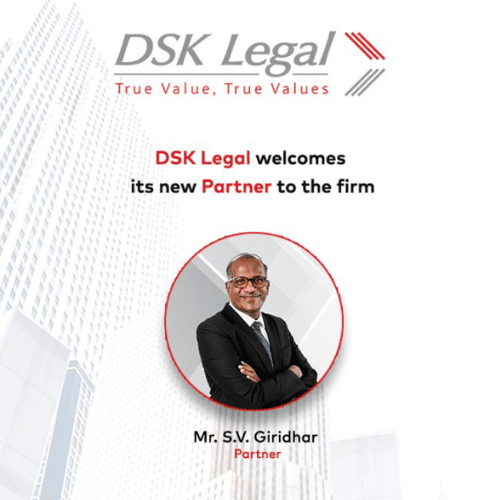 DSK Legal
True Value, True Values
DSK Legal welcomes
its new Partner to the firm
Mr. S.V. Giridhar
Partner